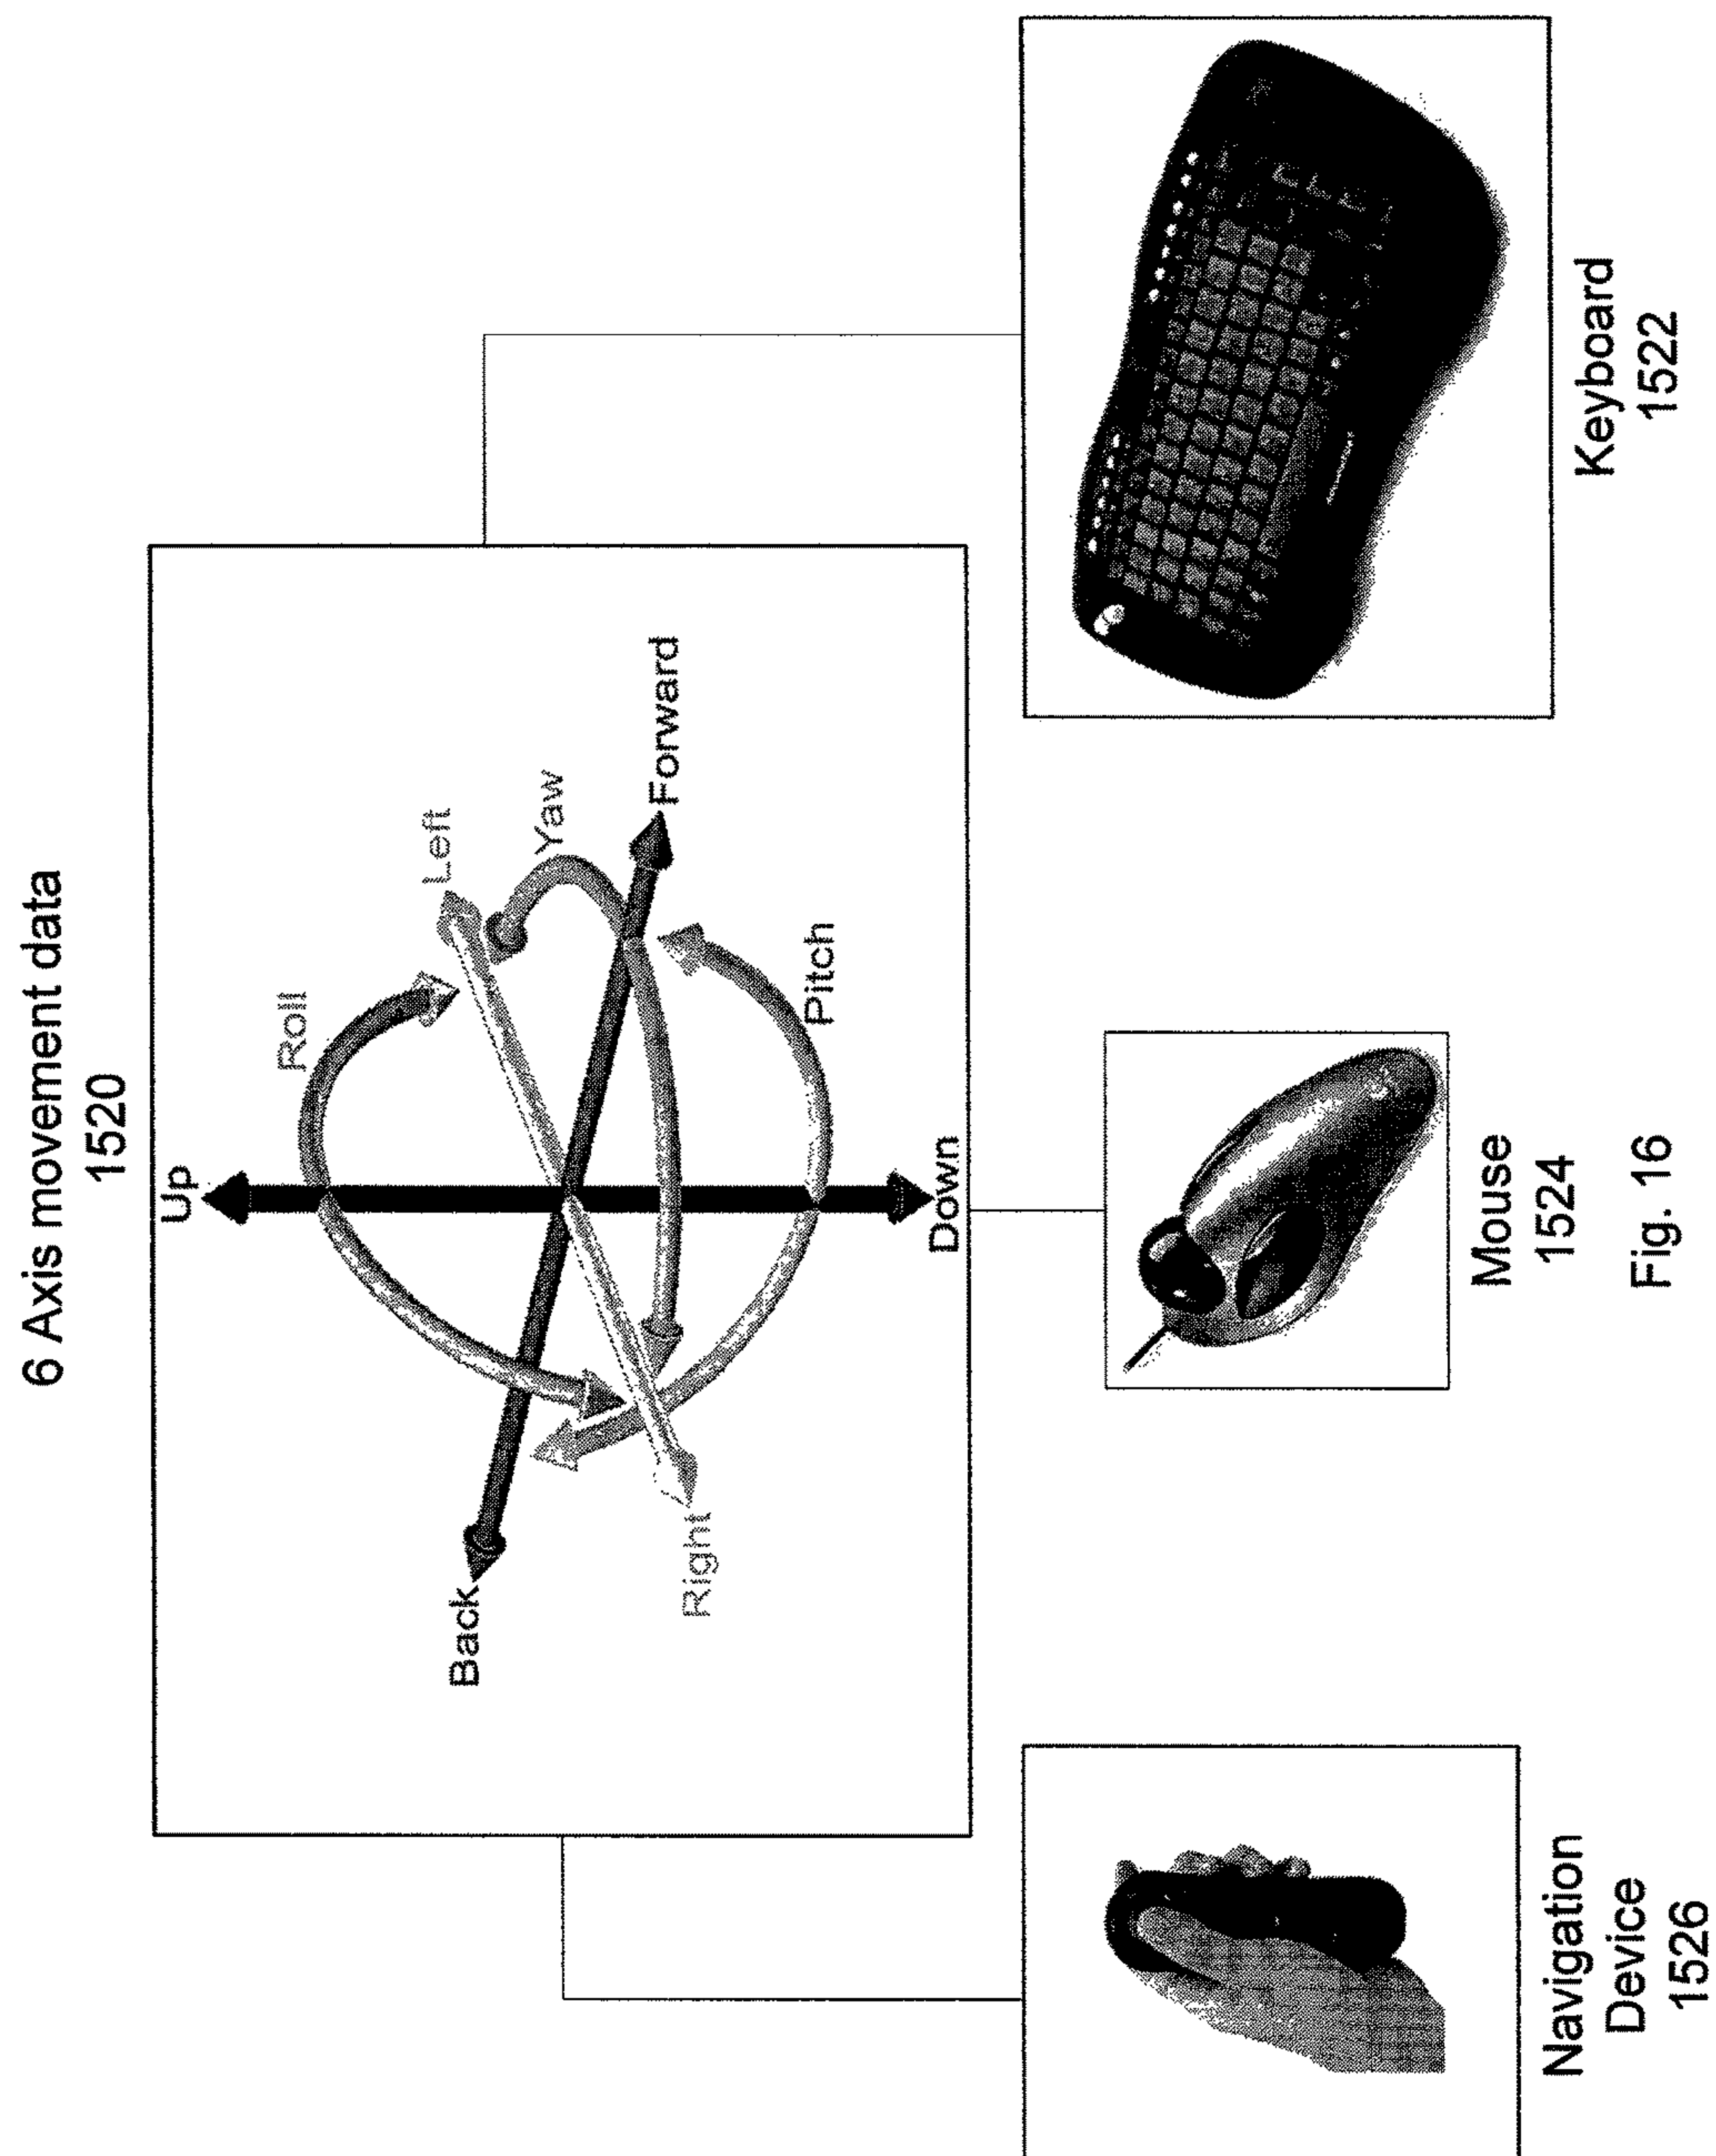 6 Axis movement data
1520
Up
Roll
Left
Yaw
Back
Forward
Right
Pitch
Down
Navigation
Device
1526
Mouse
1524
Keyboard
1522
Fig. 16